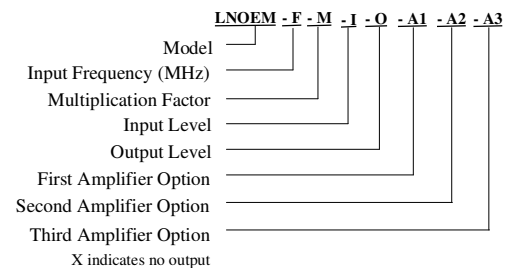 LNOEM - F - M - I - O - A1 - A2 - A3
Model
Input Frequency (MHz)
Multiplication Factor
Input Level
Output Level
First Amplifier Option
Second Amplifier Option
Third Amplifier Option
X indicates no output